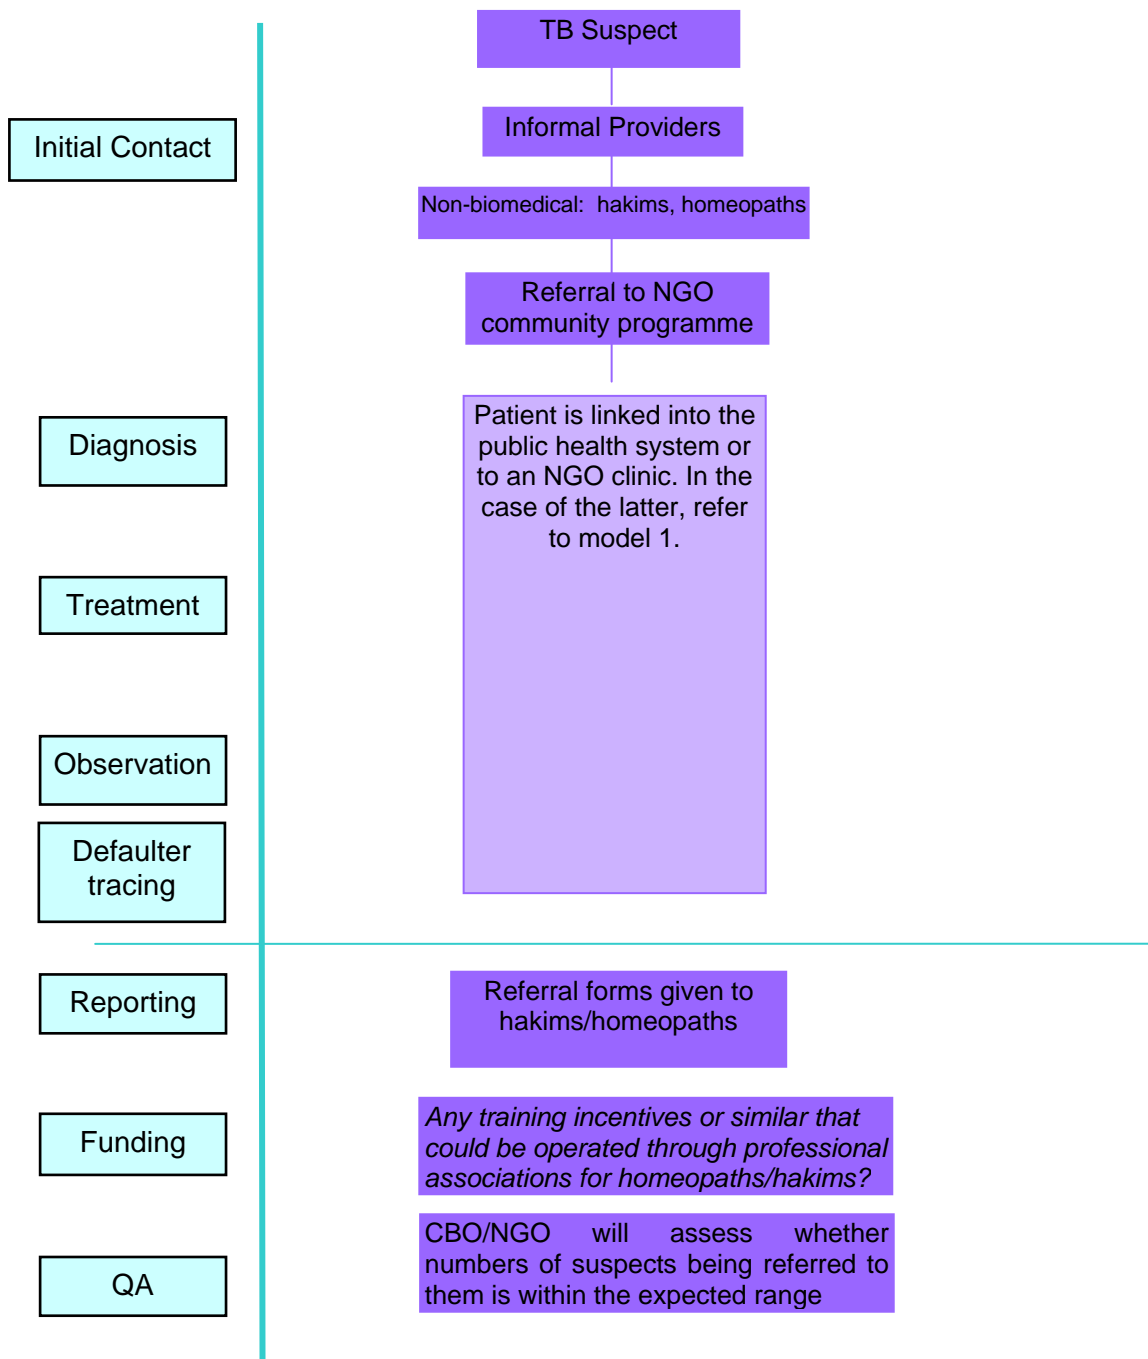 TB Suspect
Informal Providers
Initial Contact
Non-biomedical: hakims, homeopaths
Referral to NGO
community programme
Diagnosis
Patient is linked into the
public health system or
to an NGO clinic. In the
case of the latter, refer
to model 1.
Treatment
Observation
Defaulter
tracing
Reporting
Referral forms given to
hakims/homeopaths
Funding
Any training incentives or similar that
could be operated through professional
associations for homeopaths/hakims?
QA
CBO/NGO will assess whether
numbers of suspects being referred to
them is within the expected range